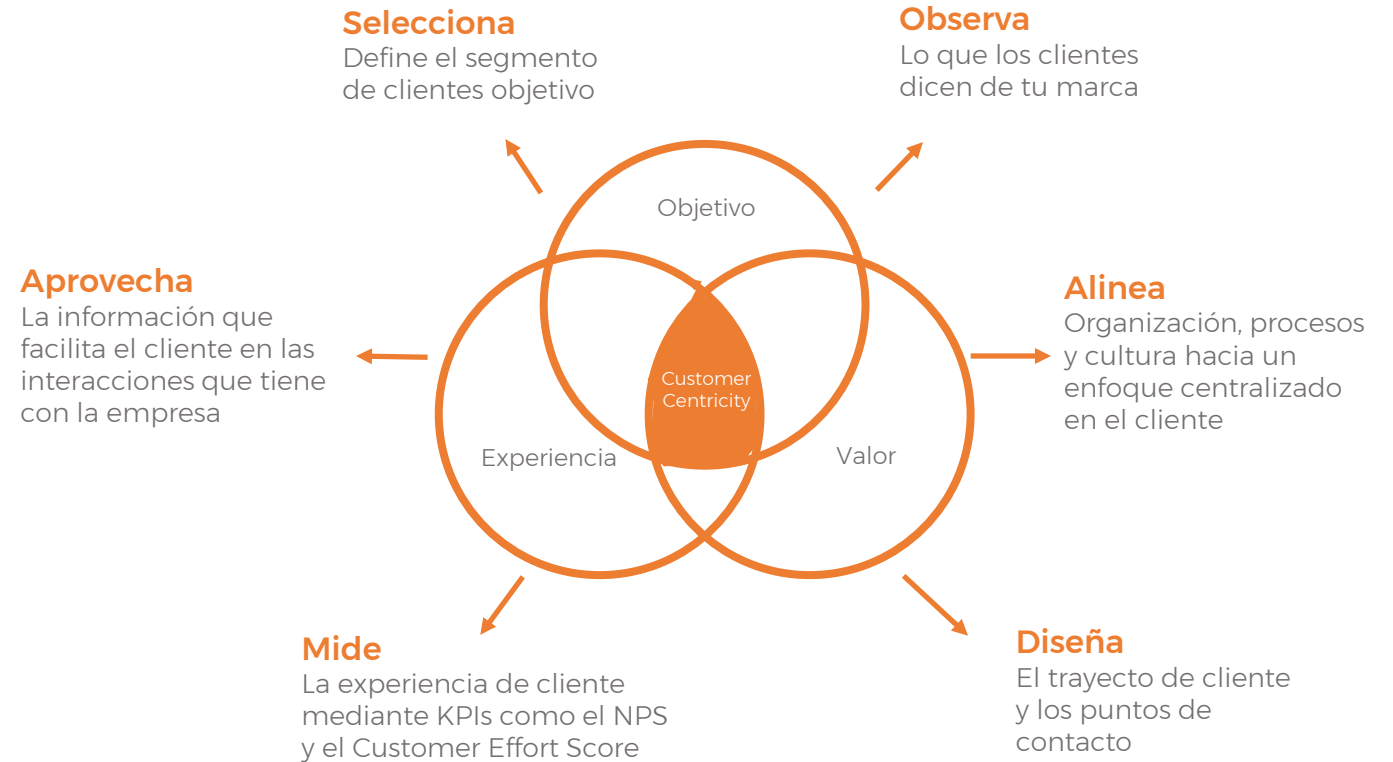 Selecciona
Define el segmento
de clientes objetivo
Observa
Lo que los clientes
dicen de tu marca
Objetivo
Aprovecha
La información que
facilita el cliente en las
interacciones que tiene
con la empresa
Alinea
Organización, procesos
y cultura hacia un
enfoque centralizado
en el cliente
Customer
Centricity
Experiencia
Valor
Mide
La experiencia de cliente
mediante KPIs como el NPS
y el Customer Effort Score
Diseña
El trayecto de cliente
y los puntos de
contacto